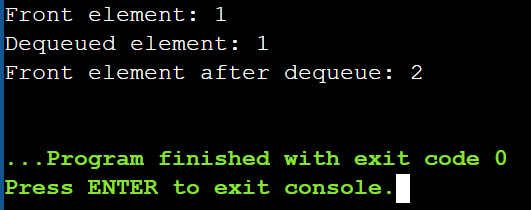 Front element: 1
Dequeued element: 1
Front element after dequeue: 2
...Program finished with exit code 0
Press ENTER to exit console.